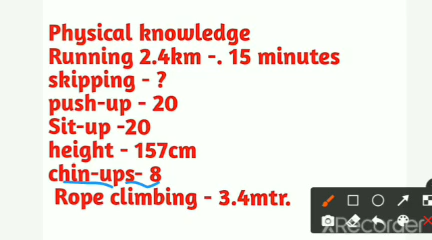 Physical knowledge
Running 2.4km -. 15 minutes
skipping - ?
push-up - 20
Sit-up -20
height - 157cm
chin-ups- 8
Rope climbing - 3.4mtr.
XRecorder